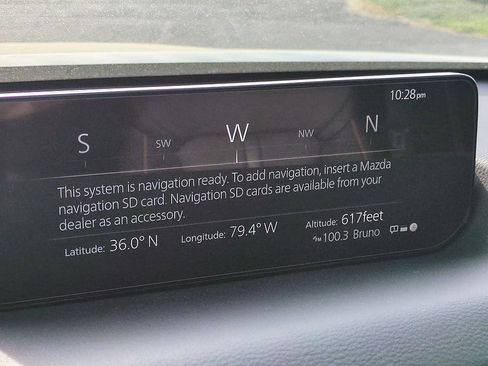 10:28pm
S SW W NW N
This system is navigation ready. To add navigation, insert a Mazda
navigation SD card. Navigation SD cards are available from your
dealer as an accessory.
Latitude: 36.0° N Longitude: 79.4° W Altitude: 617feet
FM 100.3 Bruno